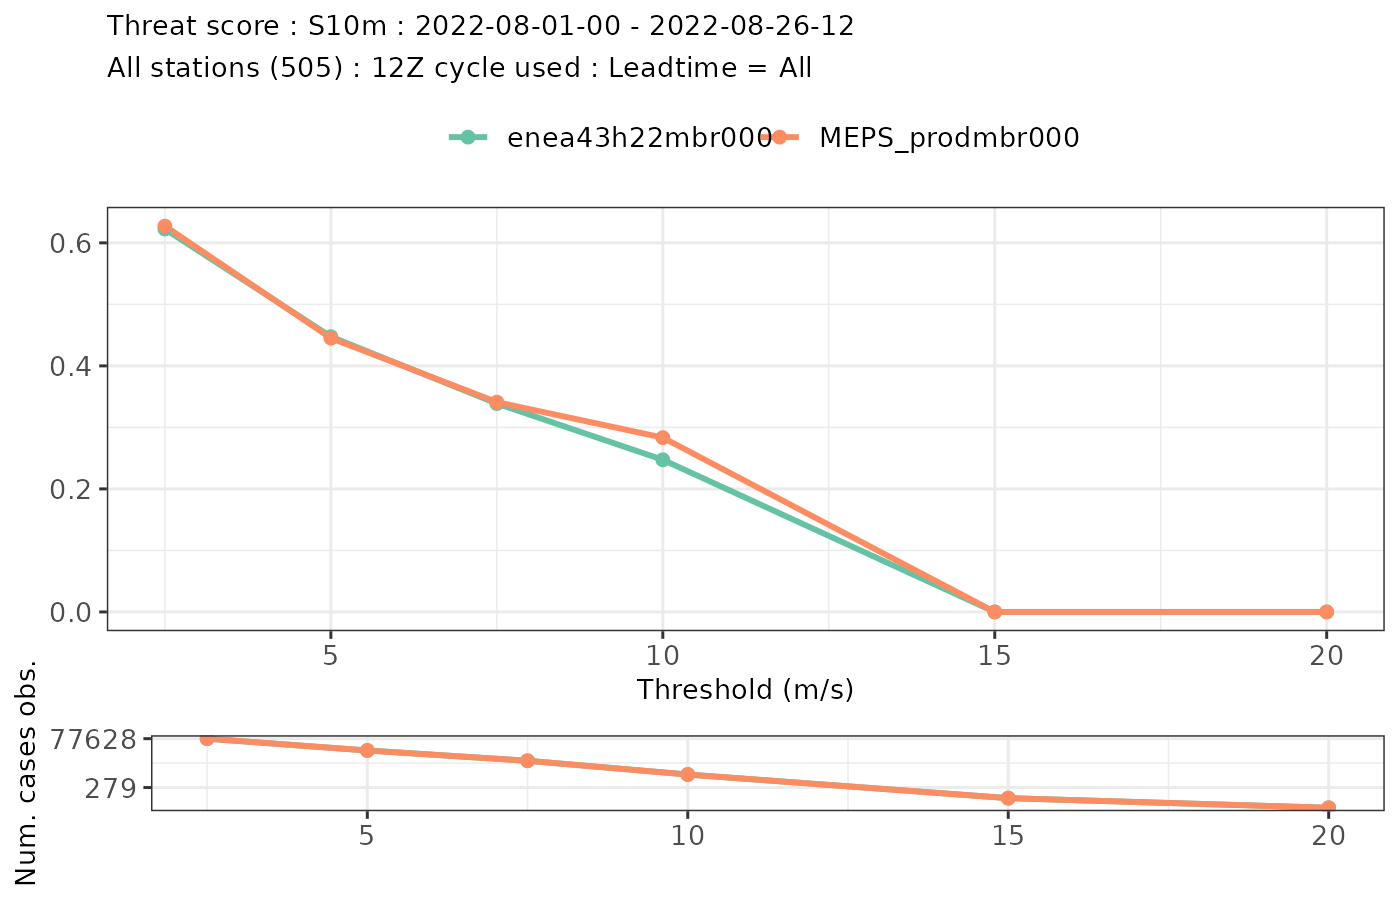 Threat score : S10m : 2022-08-01-00 - 2022-08-26-12
All stations (505) : 12Z cycle used : Leadtime = All
enea43h22mbr000 MEPS_prodmbr000
0.6
0.4
0.2
0.0
5 10 15 20
Threshold (m/s)
Num. cases obs.
77628
279
5 10 15 20